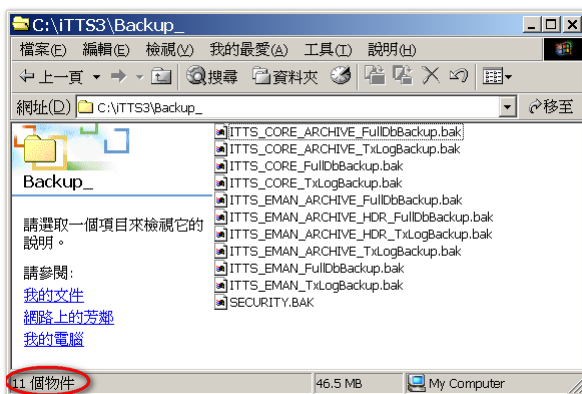 C:\iTTS3\Backup_
檔案(F) 編輯(E) 檢視(V) 我的最愛(A) 工具(T) 說明(H)
上一頁 搜尋 資料夾
網址(D) C:\iTTS3\Backup_ 移至
Backup_
請選取一個項目來檢視它的
說明。
請參閱:
我的文件
網路上的芳鄰
我的電腦
ITTS_CORE_ARCHIVE_FullDbBackup.bak
ITTS_CORE_ARCHIVE_TxLogBackup.bak
ITTS_CORE_FullDbBackup.bak
ITTS_CORE_TxLogBackup.bak
ITTS_EMAN_ARCHIVE_FullDbBackup.bak
ITTS_EMAN_ARCHIVE_HDR_FullDbBackup.bak
ITTS_EMAN_ARCHIVE_HDR_TxLogBackup.bak
ITTS_EMAN_ARCHIVE_TxLogBackup.bak
ITTS_EMAN_FullDbBackup.bak
ITTS_EMAN_TxLogBackup.bak
SECURITY.BAK
11 個物件 46.5 MB My Computer